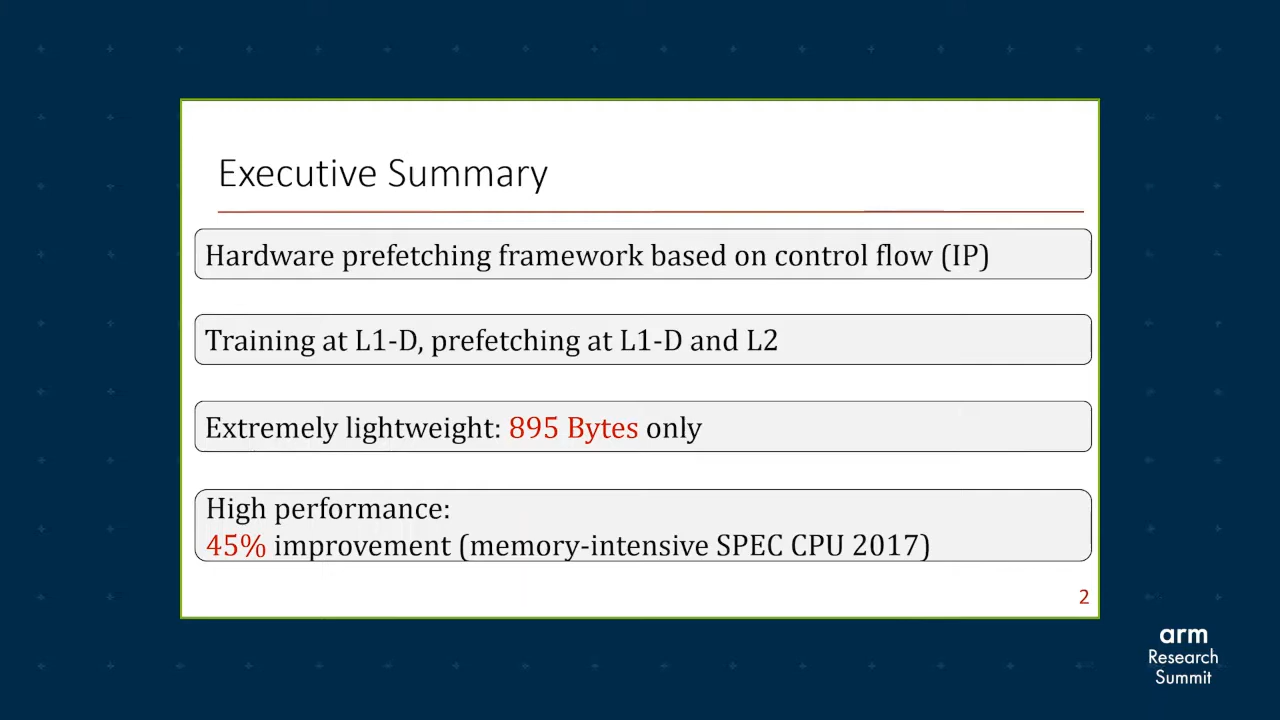 Executive Summary
Hardware prefetching framework based on control flow (IP)
Training at L1-D, prefetching at L1-D and L2
Extremely lightweight: 895 Bytes only
High performance:
45% improvement (memory-intensive SPEC CPU 2017)
2
arm
Research
Summit